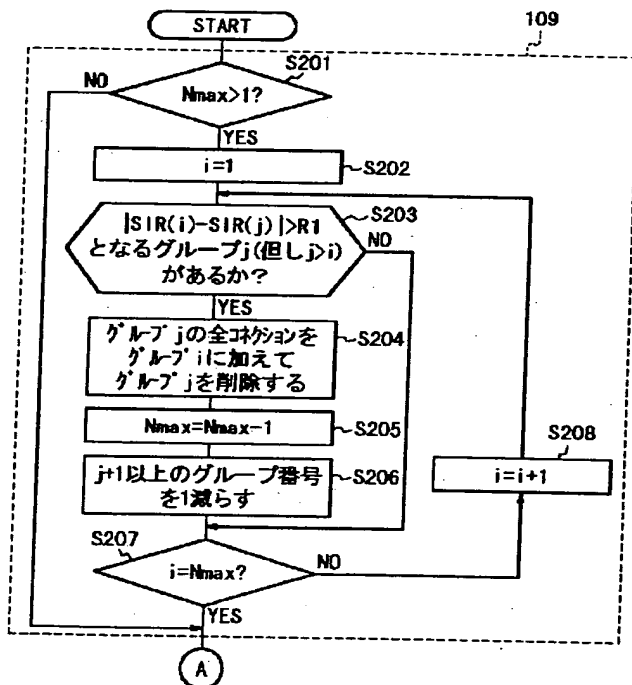 START
109
S201
NO
Nmax>1?
YES
i=1
S202
|SIR(i)-SIR(j)|>R1
となるグループj(但しj>i)
があるか?
S203
NO
YES
グループjの全コネクションを
グループiに加えて
グループjを削除する
S204
Nmax=Nmax-1
S205
j+1以上のグループ番号
を1減らす
S206
S208
i=i+1
S207
i=Nmax?
NO
YES
A